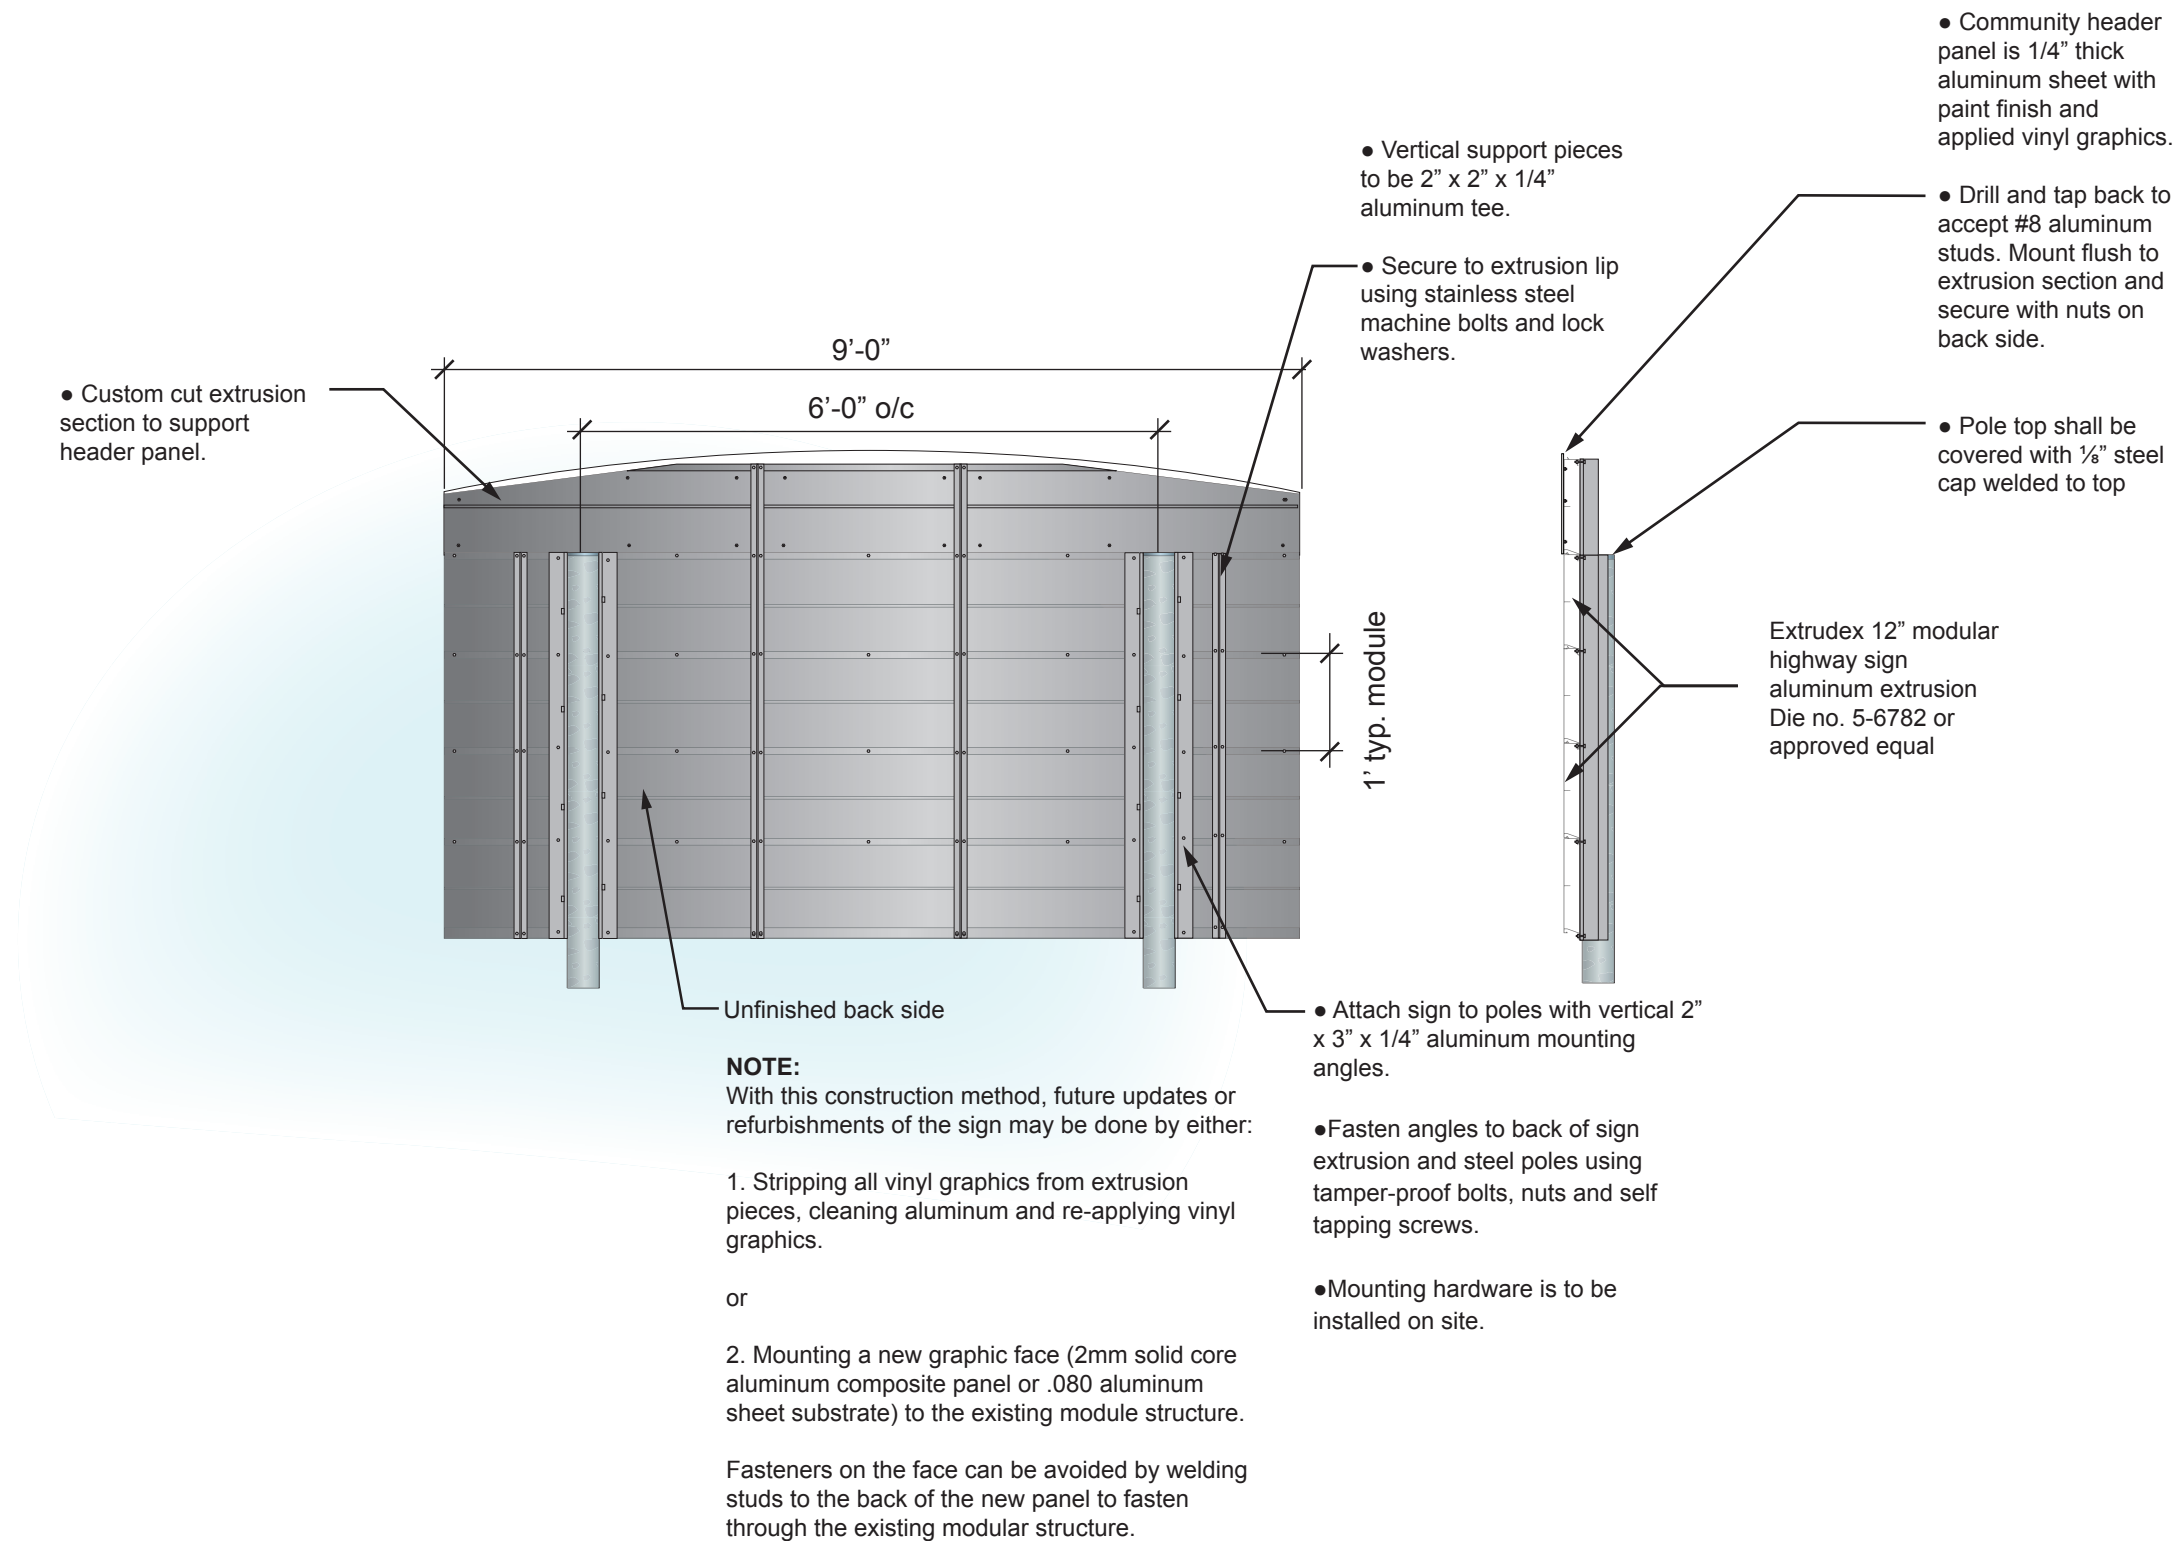 ● Community header
panel is 1/4” thick
aluminum sheet with
paint finish and
applied vinyl graphics.
● Vertical support pieces
to be 2” x 2” x 1/4”
aluminum tee.
● Drill and tap back to
accept #8 aluminum
studs. Mount flush to
extrusion section and
secure with nuts on
back side.
● Secure to extrusion lip
using stainless steel
machine bolts and lock
washers.
9’-0”
● Custom cut extrusion
section to support
header panel.
6’-0” o/c
● Pole top shall be
covered with ⅛” steel
cap welded to top
1’ typ. module
Extrudex 12” modular
highway sign
aluminum extrusion
Die no. 5-6782 or
approved equal
Unfinished back side
NOTE:
With this construction method, future updates or
refurbishments of the sign may be done by either:
1. Stripping all vinyl graphics from extrusion
pieces, cleaning aluminum and re-applying vinyl
graphics.
or
2. Mounting a new graphic face (2mm solid core
aluminum composite panel or .080 aluminum
sheet substrate) to the existing module structure.
Fasteners on the face can be avoided by welding
studs to the back of the new panel to fasten
through the existing modular structure.
● Attach sign to poles with vertical 2”
x 3” x 1/4” aluminum mounting
angles.
●Fasten angles to back of sign
extrusion and steel poles using
tamper-proof bolts, nuts and self
tapping screws.
●Mounting hardware is to be
installed on site.